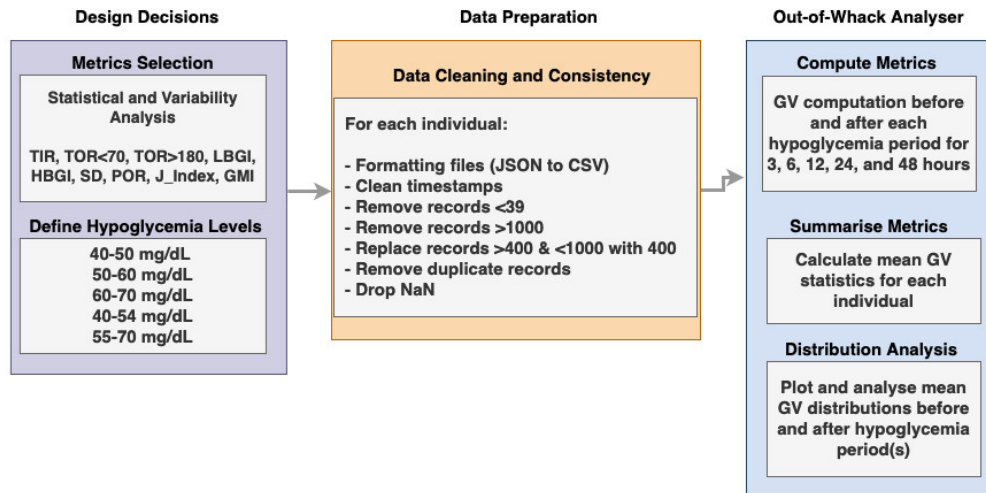 Design Decisions
Metrics Selection
Statistical and Variability
Analysis
TIR, TOR<70, TOR>180, LBGI,
HBGI, SD, POR, J_Index, GMI
Define Hypoglycemia Levels
40-50 mg/dL
50-60 mg/dL
60-70 mg/dL
40-54 mg/dL
55-70 mg/dL
Data Preparation
Data Cleaning and Consistency
For each individual:
- Formatting files (JSON to CSV)
- Clean timestamps
- Remove records <39
- Remove records >1000
- Replace records >400 & <1000 with 400
- Remove duplicate records
- Drop NaN
Out-of-Whack Analyser
Compute Metrics
GV computation before
and after each
hypoglycemia period for
3, 6, 12, 24, and 48 hours
Summarise Metrics
Calculate mean GV
statistics for each
individual
Distribution Analysis
Plot and analyse mean
GV distributions before
and after hypoglycemia
period(s)